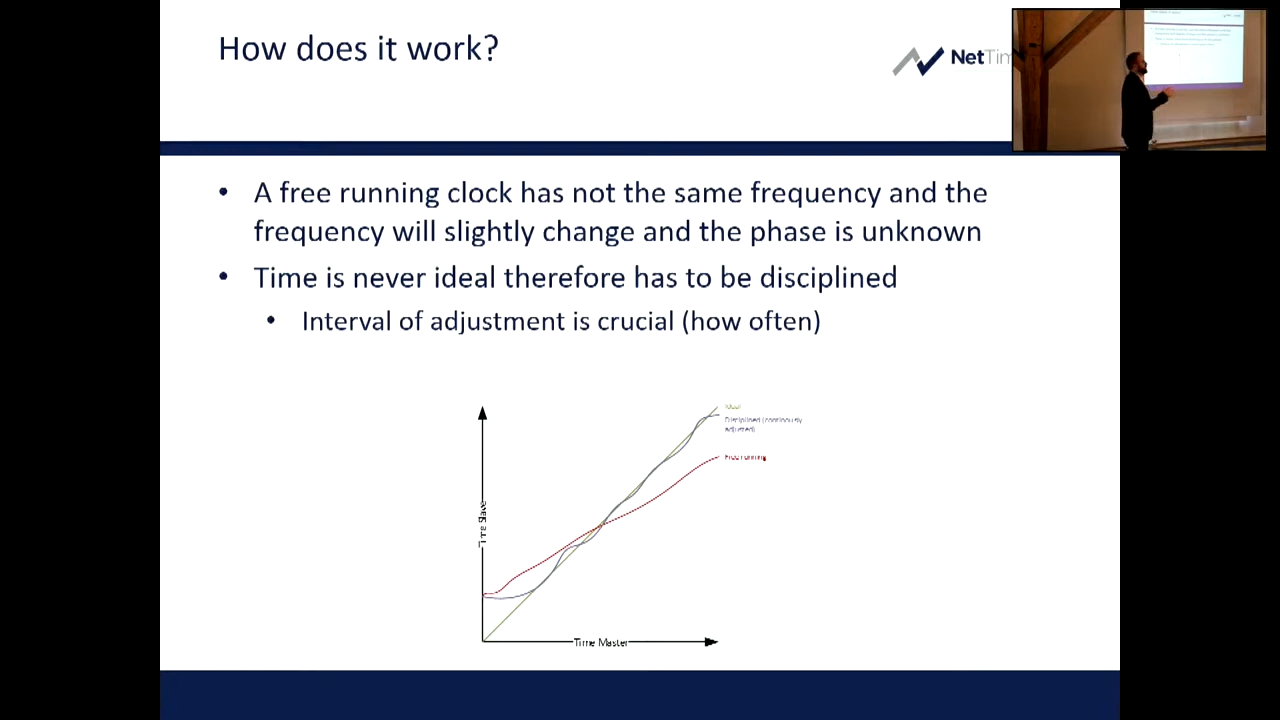 How does it work?
NetTim
• A free running clock has not the same frequency and the
frequency will slightly change and the phase is unknown
• Time is never ideal therefore has to be disciplined
• Interval of adjustment is crucial (how often)
Ideal
Disciplined (continously
adjusted)
Free running
Time Slave
Time Master